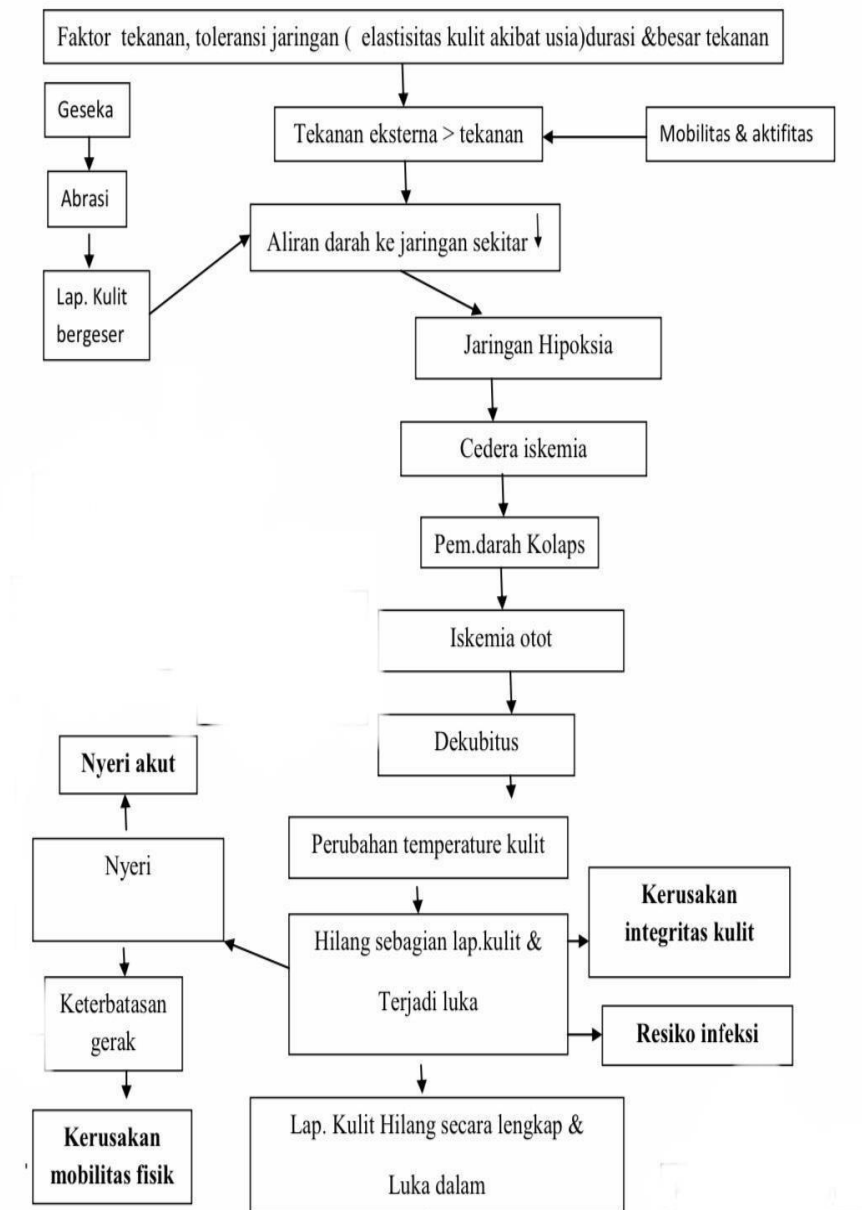 Faktor tekanan, toleransi jaringan ( elastisitas kulit akibat usia)durasi &besar tekanan
Geseka
Tekanan eksterna > tekanan
Mobilitas & aktifitas
Abrasi
Aliran darah ke jaringan sekitar
Lap. Kulit
bergeser
Jaringan Hipoksia
Cedera iskemia
Pem.darah Kolaps
Iskemia otot
Dekubitus
Nyeri akut
Perubahan temperature kulit
Nyeri
Kerusakan
integritas kulit
Hilang sebagian lap.kulit &
Terjadi luka
Keterbatasan
gerak
Resiko infeksi
Lap. Kulit Hilang secara lengkap &
Luka dalam
Kerusakan
mobilitas fisik